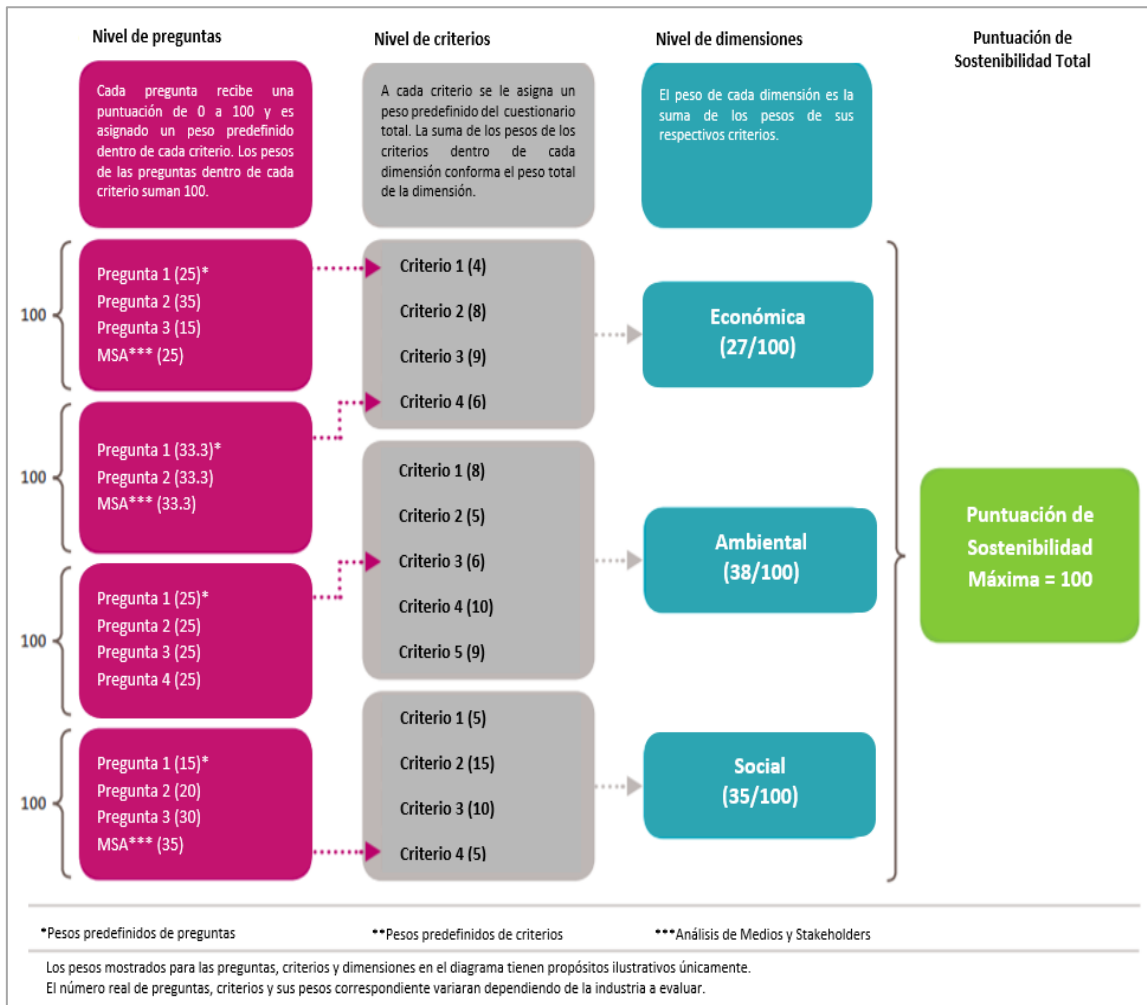 Nivel de preguntas
Nivel de criterios
Nivel de dimensiones
Puntuación de
Sostenibilidad Total
Cada pregunta recibe una
puntuación de 0 a 100 y es
asignado un peso predefinido
dentro de cada criterio. Los pesos
de las preguntas dentro de cada
criterio suman 100.
A cada criterio se le asigna un
peso predefinido del cuestionario
total. La suma de los pesos de los
criterios dentro de cada
dimensión conforma el peso total
de la dimensión.
El peso de cada dimensión es la
suma de los pesos de sus
respectivos criterios.
100
Pregunta 1 (25)*
Pregunta 2 (35)
Pregunta 3 (15)
MSA*** (25)
100
Pregunta 1 (33.3)*
Pregunta 2 (33.3)
MSA*** (33.3)
100
Pregunta 1 (25)*
Pregunta 2 (25)
Pregunta 3 (25)
Pregunta 4 (25)
100
Pregunta 1 (15)*
Pregunta 2 (20)
Pregunta 3 (30)
MSA*** (35)
Criterio 1 (4)
Criterio 2 (8)
Criterio 3 (9)
Criterio 4 (6)
Criterio 1 (8)
Criterio 2 (5)
Criterio 3 (6)
Criterio 4 (10)
Criterio 5 (9)
Criterio 1 (5)
Criterio 2 (15)
Criterio 3 (10)
Criterio 4 (5)
Económica
(27/100)
Ambiental
(38/100)
Social
(35/100)
Puntuación de
Sostenibilidad
Máxima = 100
*Pesos predefinidos de preguntas
**Pesos predefinidos de criterios
***Análisis de Medios y Stakeholders
Los pesos mostrados para las preguntas, criterios y dimensiones en el diagrama tienen propósitos ilustrativos únicamente.
El número real de preguntas, criterios y sus pesos correspondiente variaran dependiendo de la industria a evaluar.